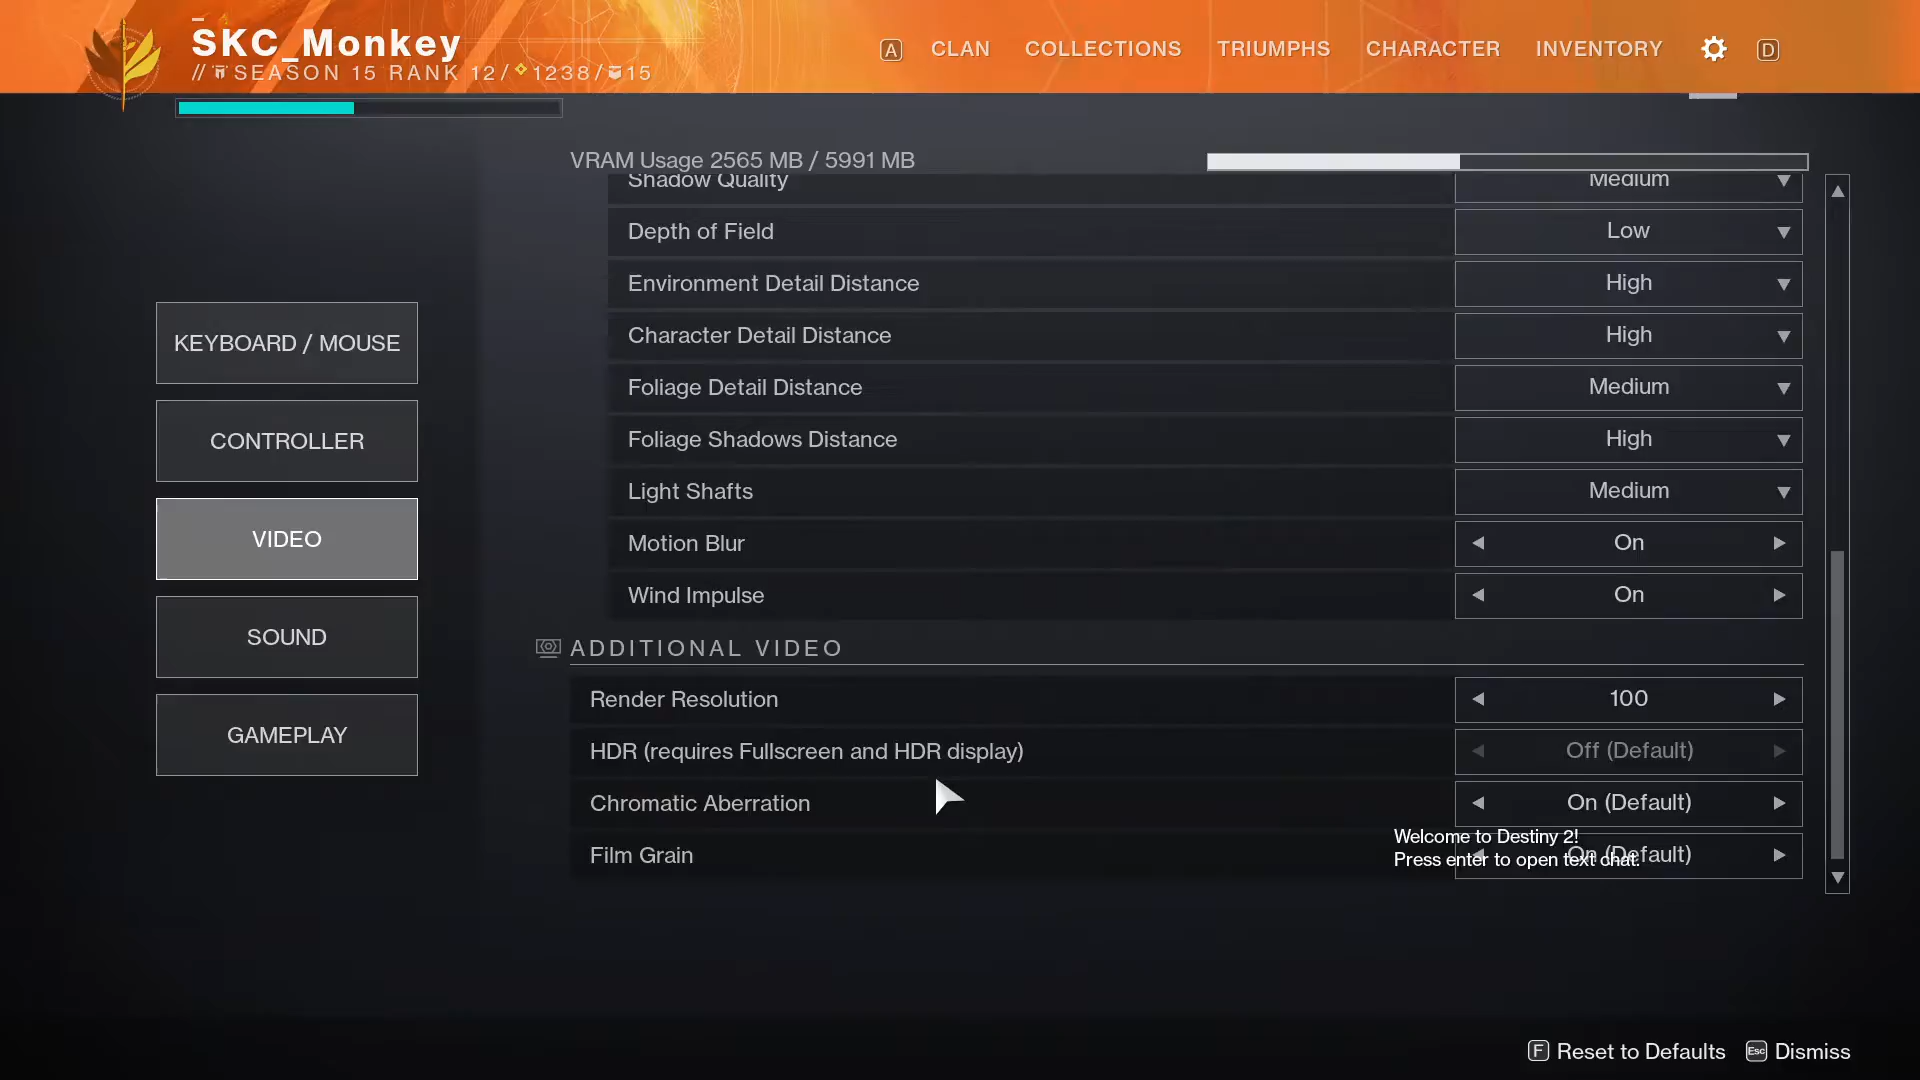 SKC_Monkey
// SEASON 15 RANK 12/1238/15
A CLAN COLLECTIONS TRIUMPHS CHARACTER INVENTORY D
VRAM Usage 2565 MB / 5991 MB
Shadow Quality Medium
Depth of Field Low
Environment Detail Distance High
Character Detail Distance High
Foliage Detail Distance Medium
Foliage Shadows Distance High
Light Shafts Medium
Motion Blur On
Wind Impulse On
KEYBOARD / MOUSE
CONTROLLER
VIDEO
SOUND
GAMEPLAY
ADDITIONAL VIDEO
Render Resolution 100
HDR (requires Fullscreen and HDR display) Off (Default)
Chromatic Aberration On (Default)
Film Grain On (Default)
Welcome to Destiny 2!
Press enter to open text chat.
F Reset to Defaults Esc Dismiss